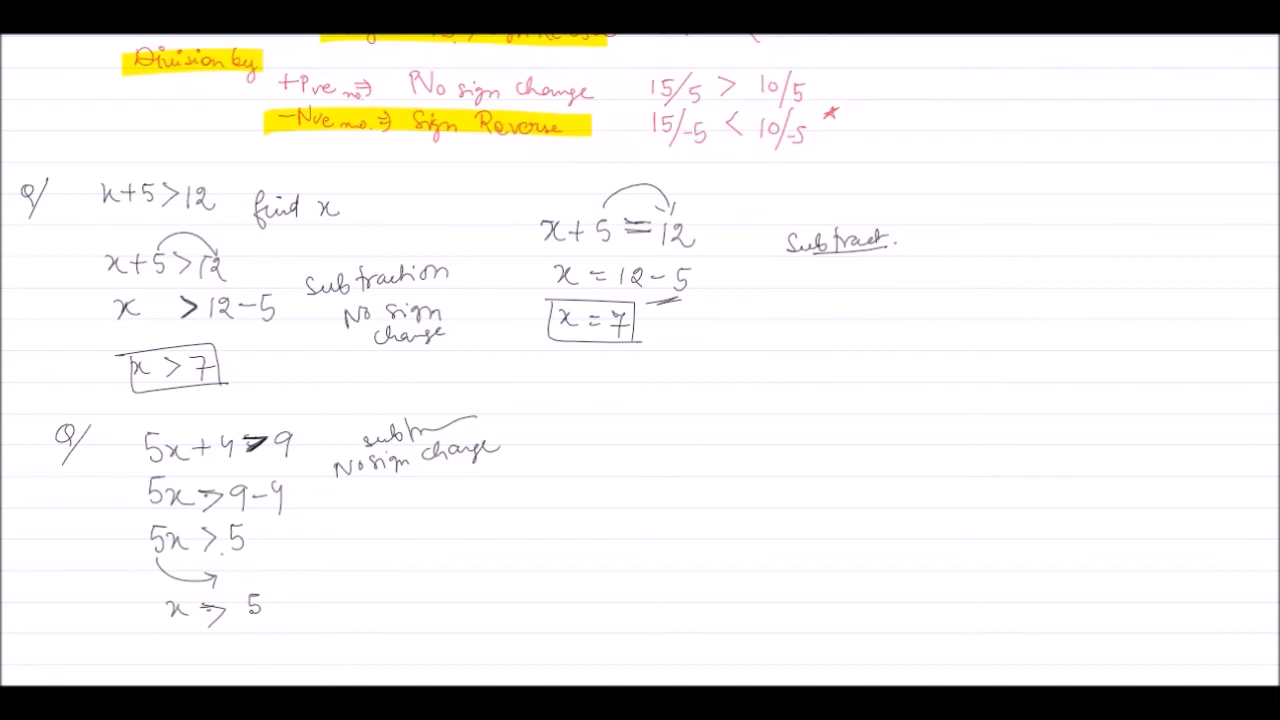 Division by
+Pve no. ⇒ No sign change 15/5 > 10/5
-Nve no. ⇒ Sign Reverse 15/-5 < 10/-5 *
Q/ x+5>12 find x
x+5>12
x >12-5
Subtraction
No sign
change
x > 7
x+5=12
x = 12-5
x = 7
Subtract.
Q/ 5x+4>9
subtr
No sign change
5x>9-4
5x>5
x > 5